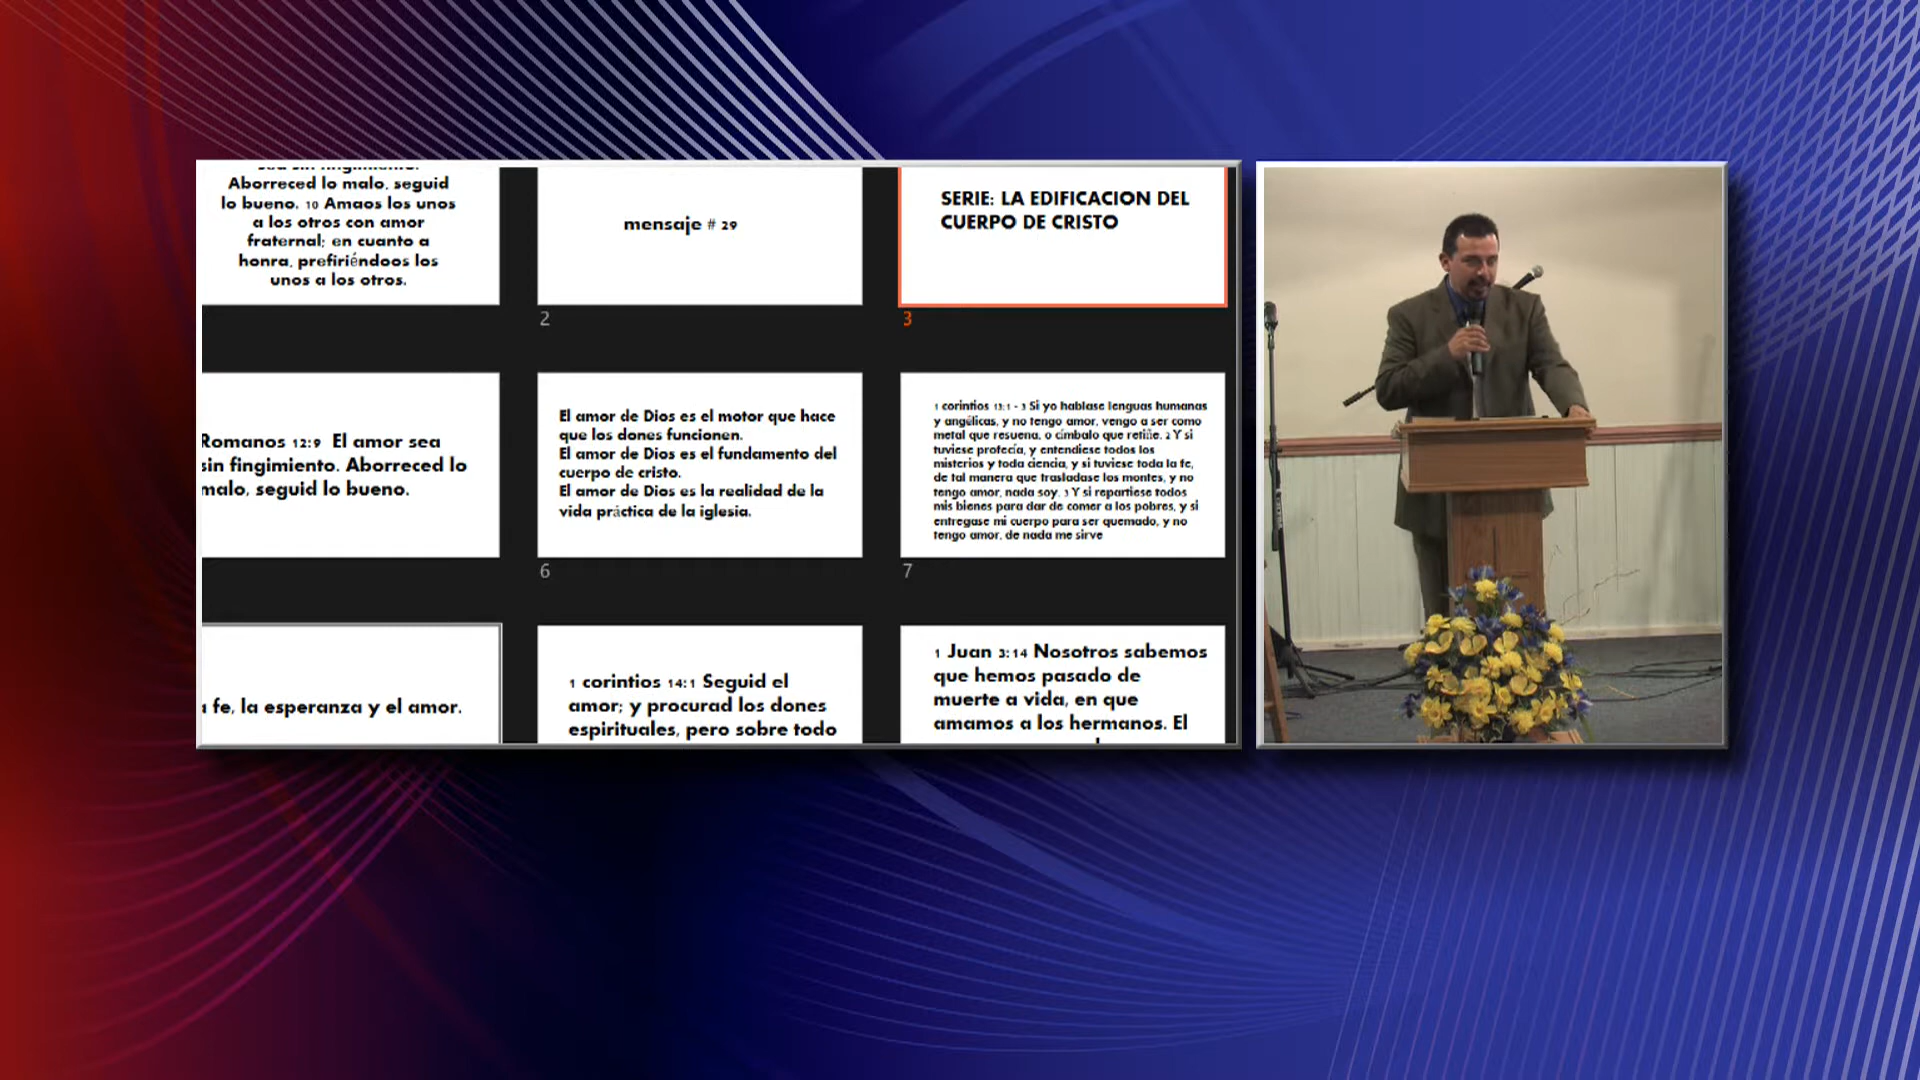 sea sin fingimiento.
Aborreced lo malo, seguid
lo bueno. 10 Amaos los unos
a los otros con amor
fraternal; en cuanto a
honra, prefiriéndoos los
unos a los otros.
mensaje # 29
2
SERIE: LA EDIFICACION DEL
CUERPO DE CRISTO
3
Romanos 12:9 El amor sea
sin fingimiento. Aborreced lo
malo, seguid lo bueno.
El amor de Dios es el motor que hace
que los dones funcionen.
El amor de Dios es el fundamento del
cuerpo de cristo.
El amor de Dios es la realidad de la
vida práctica de la iglesia.
6
1 corintios 13:1 - 3 Si yo hablase lenguas humanas
y angélicas, y no tengo amor, vengo a ser como
metal que resuena, o címbalo que retiñe. 2 Y si
tuviese profecía, y entendiese todos los
misterios y toda ciencia, y si tuviese toda la fe,
de tal manera que trasladase los montes, y no
tengo amor, nada soy. 3 Y si repartiese todos
mis bienes para dar de comer a los pobres, y si
entregase mi cuerpo para ser quemado, y no
tengo amor, de nada me sirve
7
fe, la esperanza y el amor.
1 corintios 14:1 Seguid el
amor; y procurad los dones
espirituales, pero sobre todo
1 Juan 3:14 Nosotros sabemos
que hemos pasado de
muerte a vida, en que
amamos a los hermanos. El